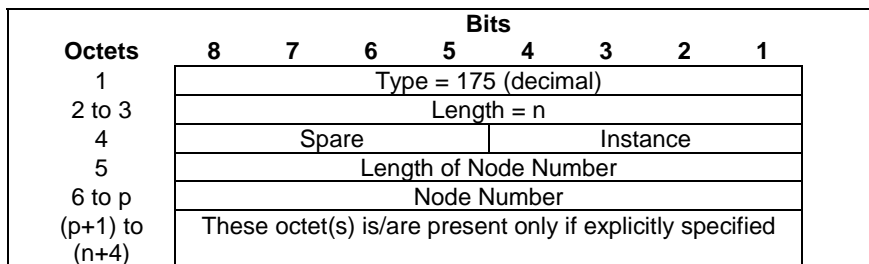 Bits
Octets 8 7 6 5 4 3 2 1
1 Type = 175 (decimal)
2 to 3 Length = n
4 Spare Instance
5 Length of Node Number
6 to p Node Number
(p+1) to These octet(s) is/are present only if explicitly specified
(n+4)